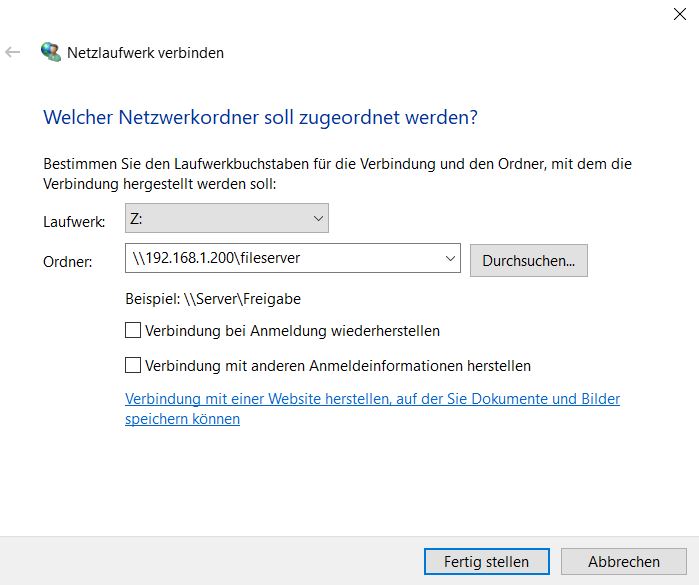 Netzlaufwerk verbinden
Welcher Netzwerkordner soll zugeordnet werden?
Bestimmen Sie den Laufwerkbuchstaben für die Verbindung und den Ordner, mit dem die
Verbindung hergestellt werden soll:
Laufwerk: Z:
Ordner: \\192.168.1.200\fileserver Durchsuchen...
Beispiel: \\Server\Freigabe
Verbindung bei Anmeldung wiederherstellen
Verbindung mit anderen Anmeldeinformationen herstellen
Verbindung mit einer Website herstellen, auf der Sie Dokumente und Bilder
speichern können
Fertig stellen Abbrechen